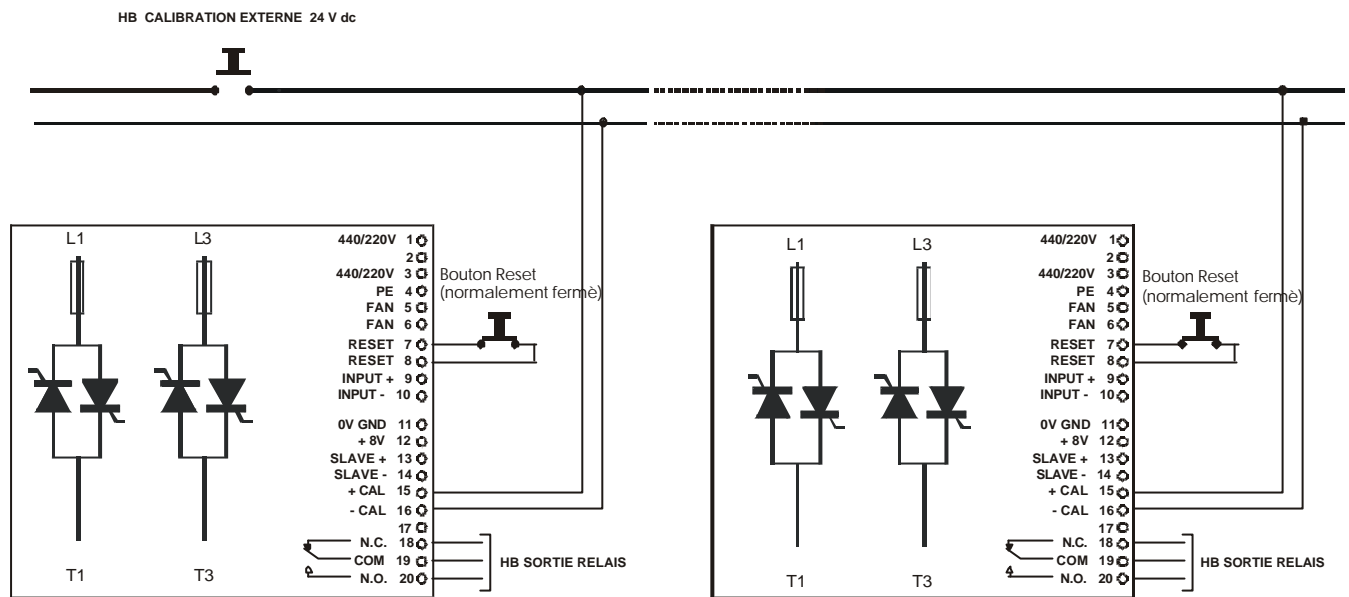 HB CALIBRATION EXTERNE 24 V dc
L1
L3
440/220V 1
2
440/220V 3
PE 4
FAN 5
FAN 6
RESET 7
RESET 8
INPUT + 9
INPUT - 10
0V GND 11
+ 8V 12
SLAVE + 13
SLAVE - 14
+ CAL 15
- CAL 16
17
N.C. 18
COM 19
N.O. 20
Bouton Reset
(normalement fermè)
HB SORTIE RELAIS
T1
T3
L1
L3
440/220V 1
2
440/220V 3
PE 4
FAN 5
FAN 6
RESET 7
RESET 8
INPUT + 9
INPUT - 10
0V GND 11
+ 8V 12
SLAVE + 13
SLAVE - 14
+ CAL 15
- CAL 16
17
N.C. 18
COM 19
N.O. 20
Bouton Reset
(normalement fermè)
HB SORTIE RELAIS
T1
T3